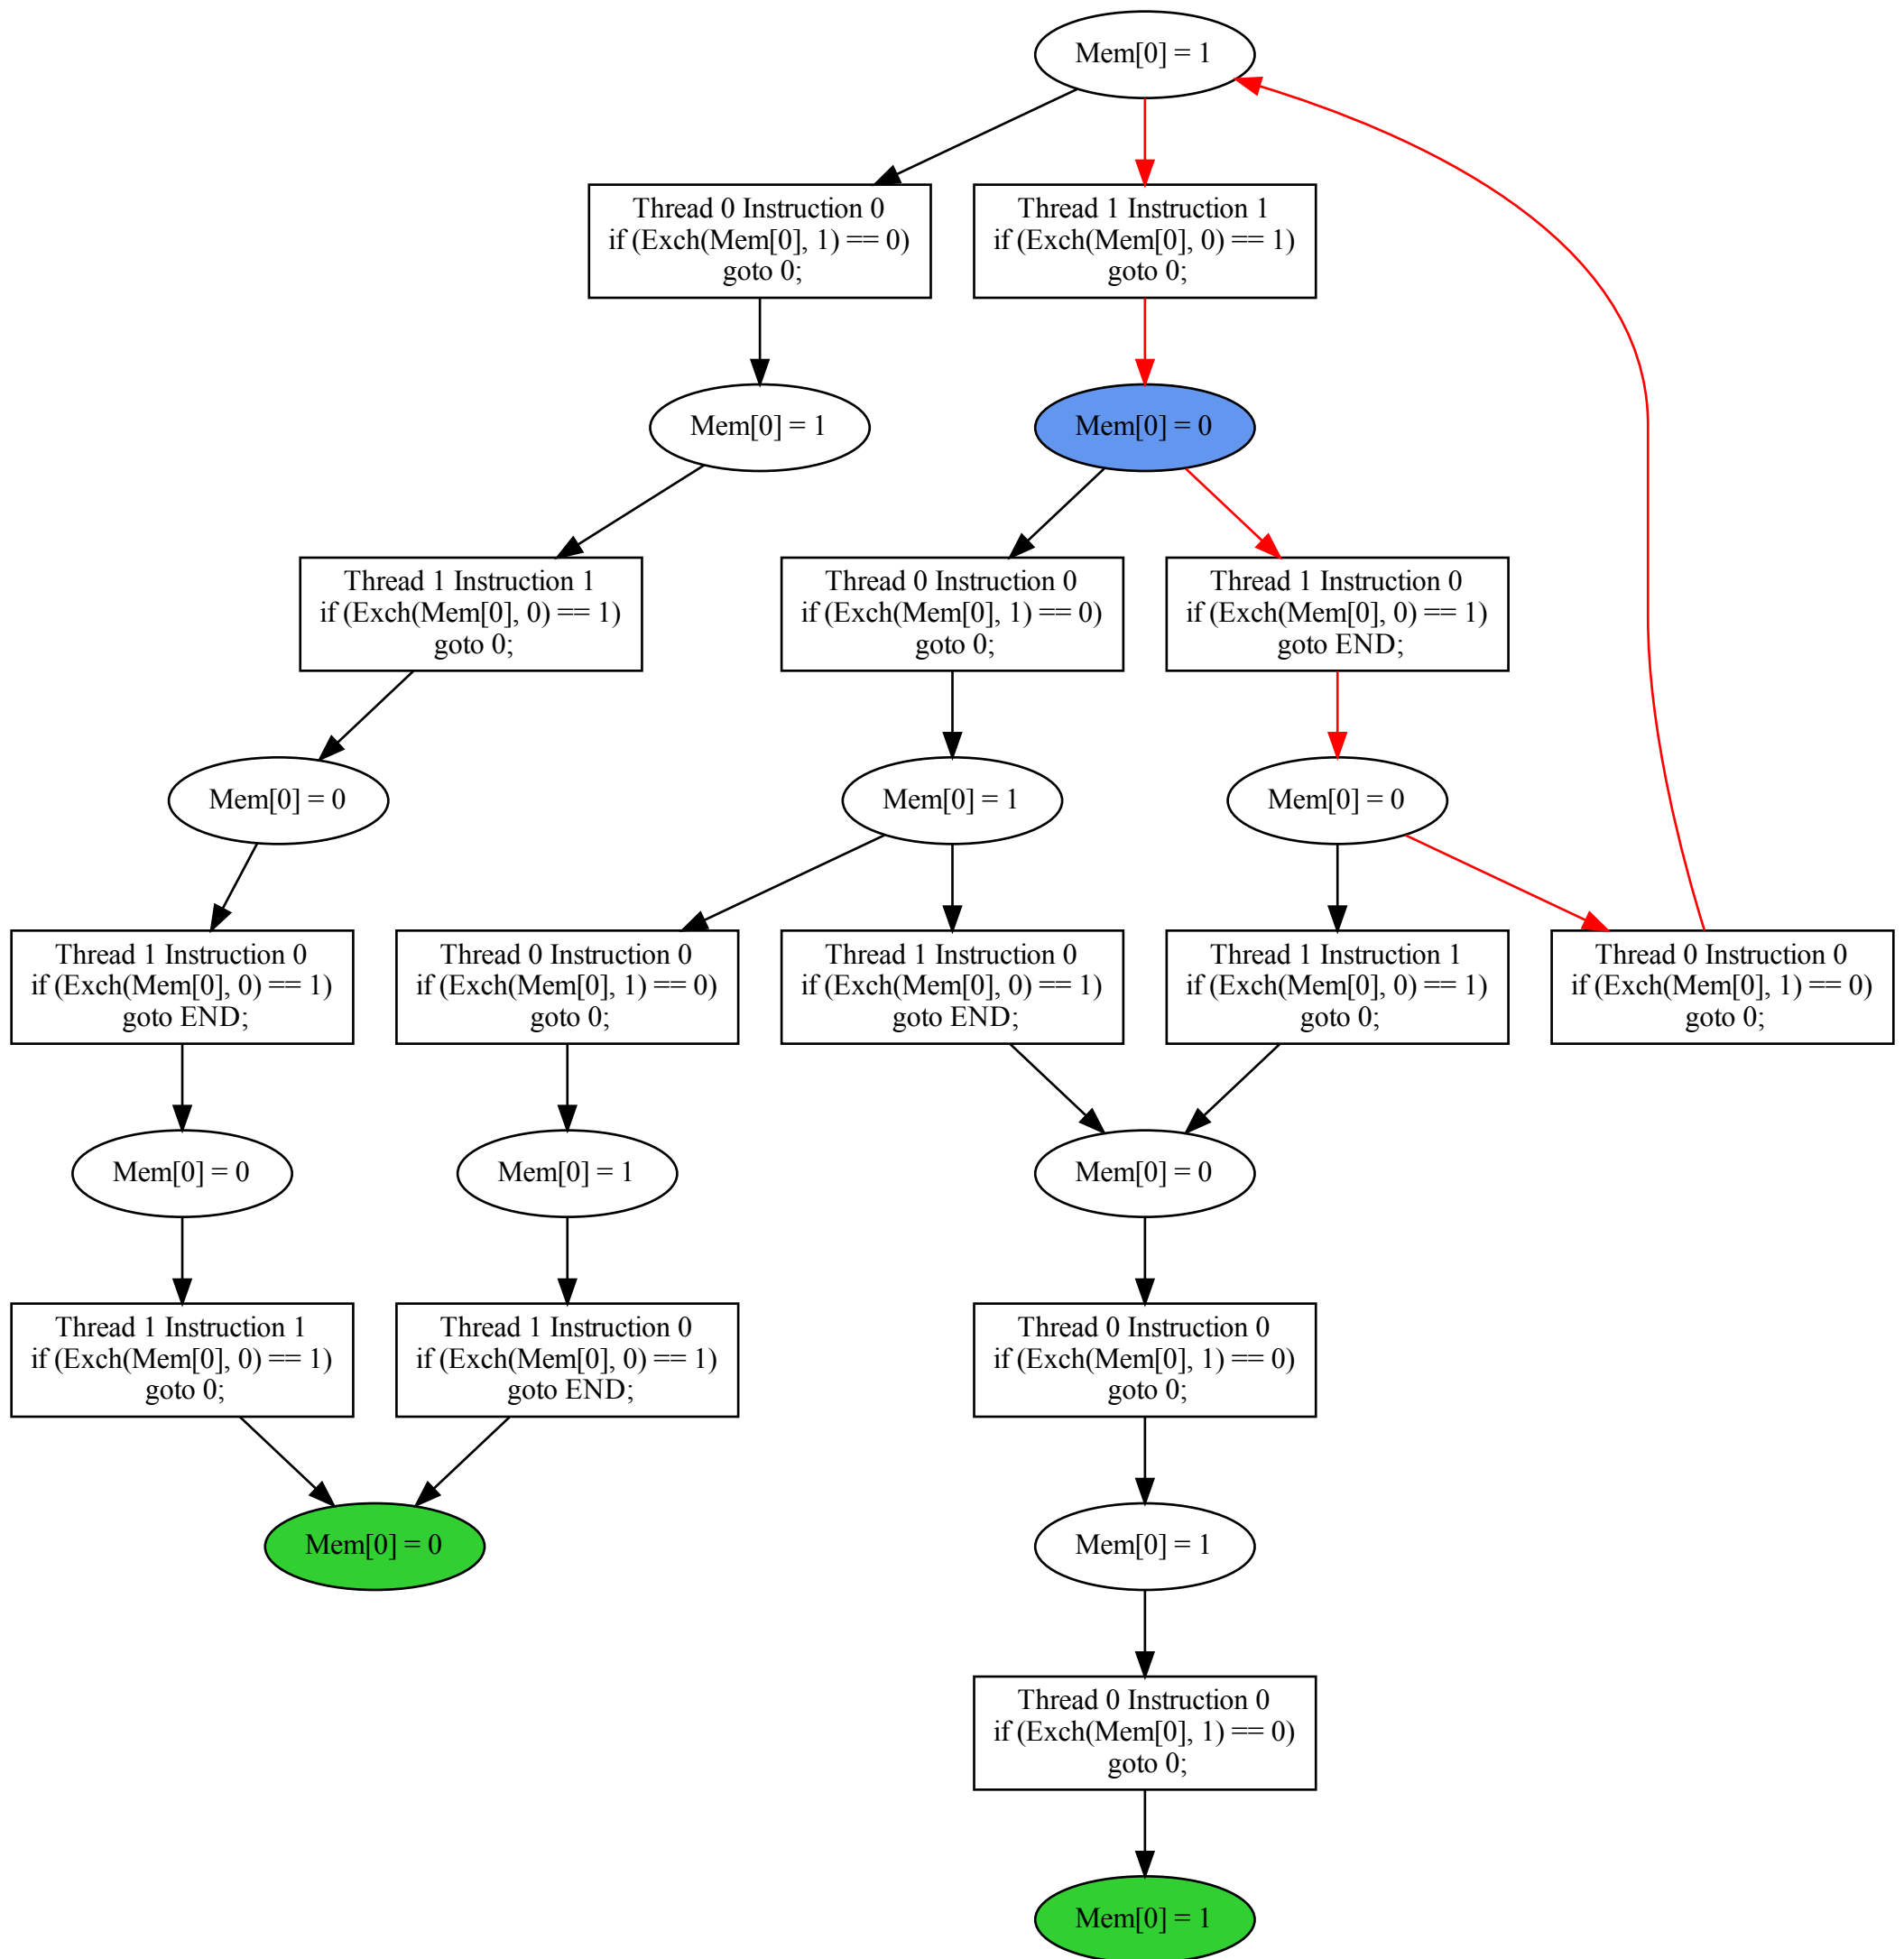 Mem[0] = 1
Thread 0 Instruction 0
if (Exch(Mem[0], 1) == 0)
goto 0;
Thread 1 Instruction 1
if (Exch(Mem[0], 0) == 1)
goto 0;
Mem[0] = 1
Mem[0] = 0
Thread 1 Instruction 1
if (Exch(Mem[0], 0) == 1)
goto 0;
Thread 0 Instruction 0
if (Exch(Mem[0], 1) == 0)
goto 0;
Thread 1 Instruction 0
if (Exch(Mem[0], 0) == 1)
goto END;
Mem[0] = 0
Mem[0] = 1
Mem[0] = 0
Thread 1 Instruction 0
if (Exch(Mem[0], 0) == 1)
goto END;
Thread 0 Instruction 0
if (Exch(Mem[0], 1) == 0)
goto 0;
Thread 1 Instruction 0
if (Exch(Mem[0], 0) == 1)
goto END;
Thread 1 Instruction 1
if (Exch(Mem[0], 0) == 1)
goto 0;
Thread 0 Instruction 0
if (Exch(Mem[0], 1) == 0)
goto 0;
Mem[0] = 0
Mem[0] = 1
Mem[0] = 0
Thread 1 Instruction 1
if (Exch(Mem[0], 0) == 1)
goto 0;
Thread 1 Instruction 0
if (Exch(Mem[0], 0) == 1)
goto END;
Thread 0 Instruction 0
if (Exch(Mem[0], 1) == 0)
goto 0;
Mem[0] = 0
Mem[0] = 1
Thread 0 Instruction 0
if (Exch(Mem[0], 1) == 0)
goto 0;
Mem[0] = 1